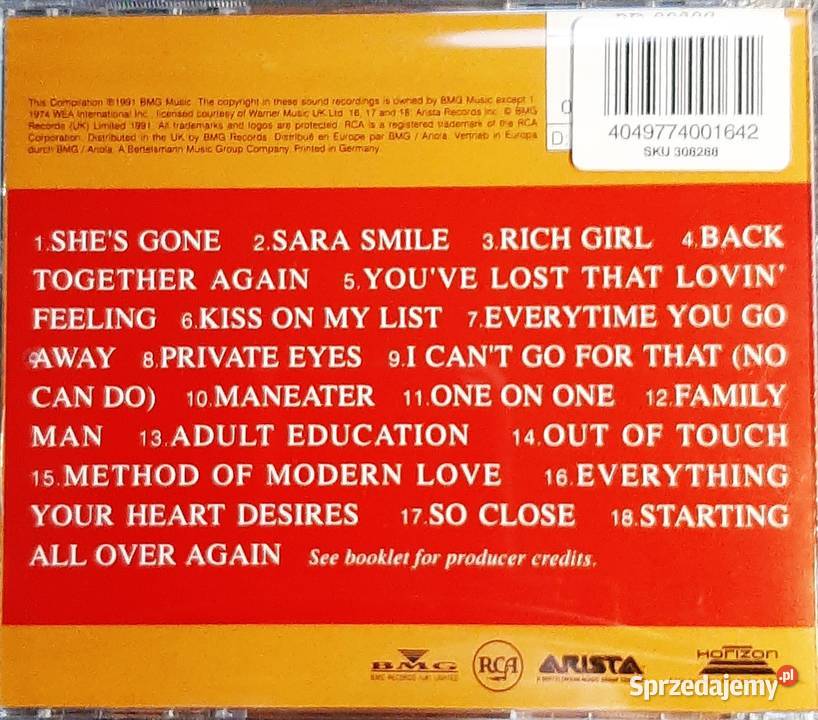 This Compilation ℗1991 BMG Music. The copyright in these sound recordings is owned by BMG Music except 1:
1974 WEA International Inc., licensed courtesy of Warner Music UK Ltd. 16, 17 and 18: Arista Records Inc. © BMG
Records (UK) Limited 1991. All trademarks and logos are protected. RCA is a registered trademark of the RCA
Corporation. Distributed in the UK by BMG Records. Distribué en Europe par BMG / Ariola. Vertrieb in Europa
durch BMG / Ariola. A Bertelsmann Music Group Company. Printed in Germany.
4049774001642
SKU 306288
1.SHE'S GONE 2.SARA SMILE 3.RICH GIRL 4.BACK
TOGETHER AGAIN 5.YOU'VE LOST THAT LOVIN'
FEELING 6.KISS ON MY LIST 7.EVERYTIME YOU GO
AWAY 8.PRIVATE EYES 9.I CAN'T GO FOR THAT (NO
CAN DO) 10.MANEATER 11.ONE ON ONE 12.FAMILY
MAN 13.ADULT EDUCATION 14.OUT OF TOUCH
15.METHOD OF MODERN LOVE 16.EVERYTHING
YOUR HEART DESIRES 17.SO CLOSE 18.STARTING
ALL OVER AGAIN See booklet for producer credits.
BMG RCA ARISTA HORIZON
BMG RECORDS (UK) LIMITED
Sprzedajemy.pl